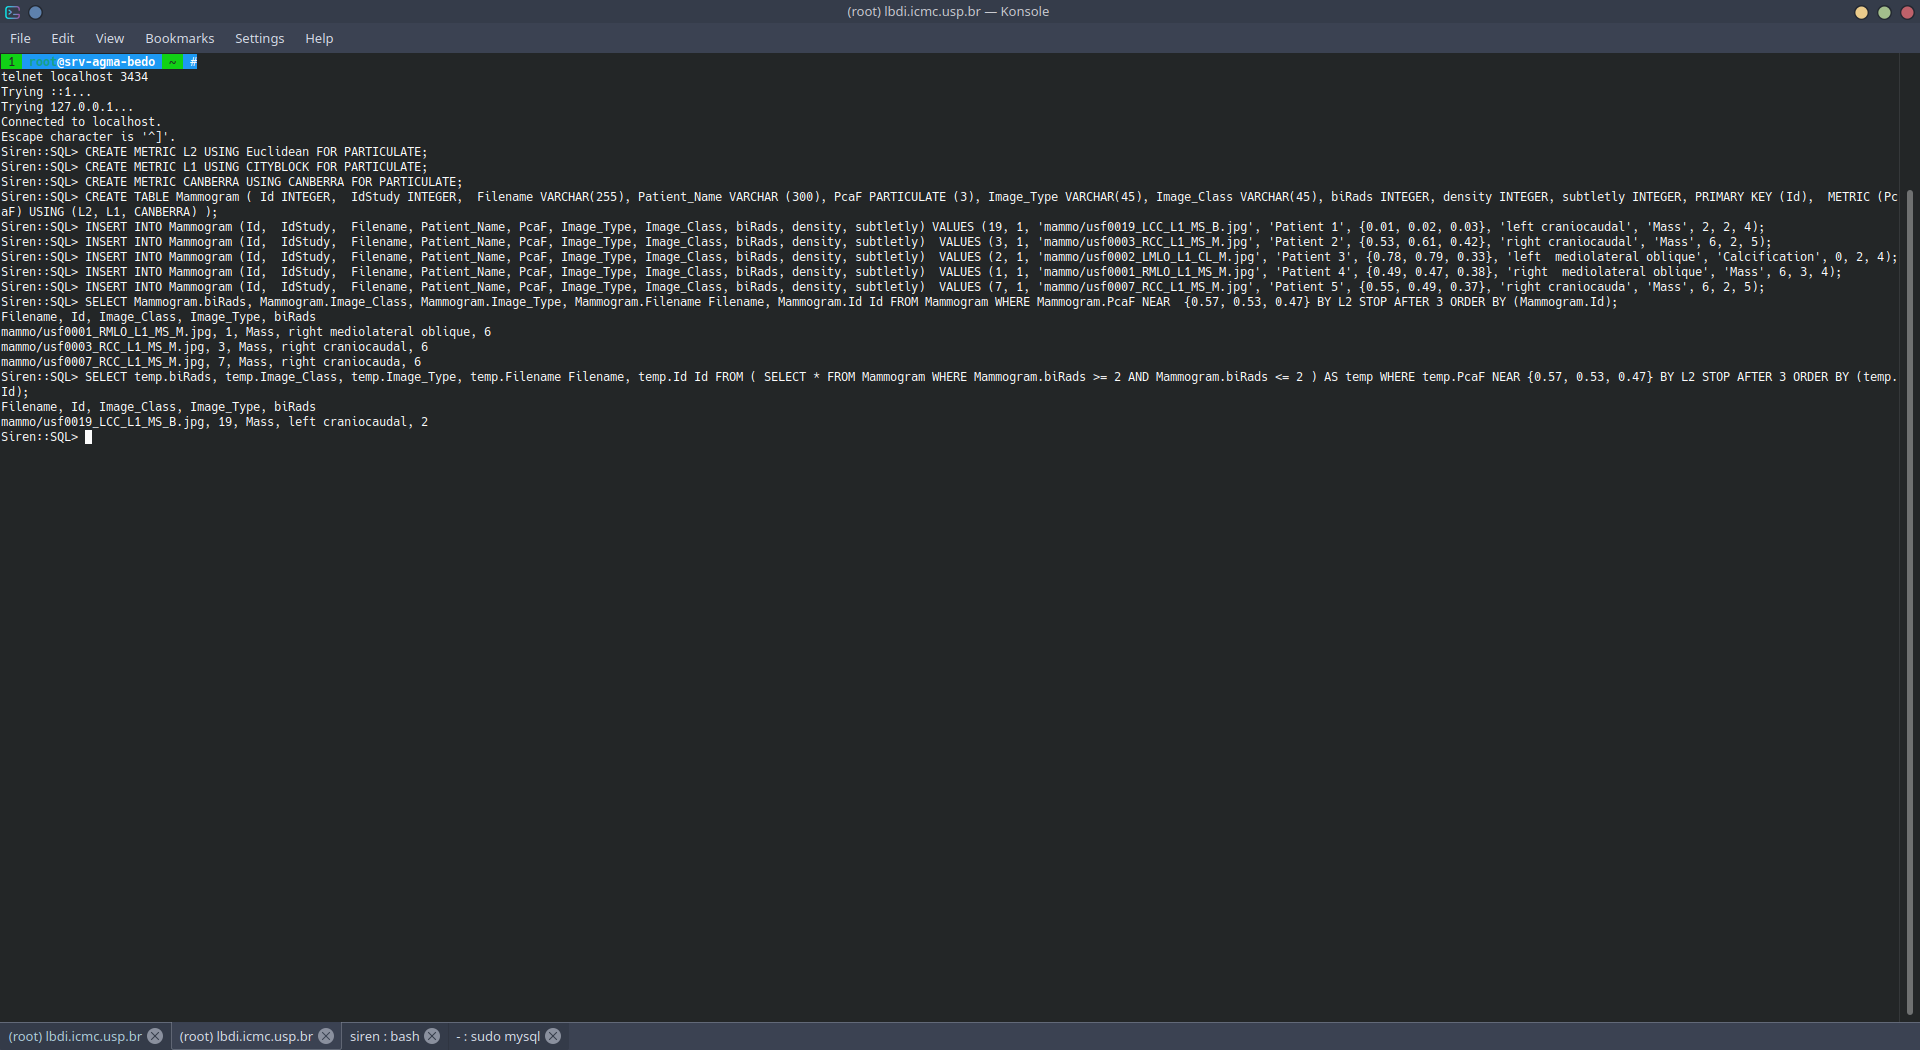 (root) lbdi.icmc.usp.br — Konsole
File Edit View Bookmarks Settings Help
1 root@srv-agma-bedo ~ #
telnet localhost 3434
Trying ::1...
Trying 127.0.0.1...
Connected to localhost.
Escape character is '^]'.
Siren::SQL> CREATE METRIC L2 USING Euclidean FOR PARTICULATE;
Siren::SQL> CREATE METRIC L1 USING CITYBLOCK FOR PARTICULATE;
Siren::SQL> CREATE METRIC CANBERRA USING CANBERRA FOR PARTICULATE;
Siren::SQL> CREATE TABLE Mammogram ( Id INTEGER,  IdStudy INTEGER,  Filename VARCHAR(255), Patient_Name VARCHAR (300), PcaF PARTICULATE (3), Image_Type VARCHAR(45), Image_Class VARCHAR(45), biRads INTEGER, density INTEGER, subtletly INTEGER, PRIMARY KEY (Id),  METRIC (Pc
aF) USING (L2, L1, CANBERRA) );
Siren::SQL> INSERT INTO Mammogram (Id,  IdStudy,  Filename, Patient_Name, PcaF, Image_Type, Image_Class, biRads, density, subtletly) VALUES (19, 1, 'mammo/usf0019_LCC_L1_MS_B.jpg', 'Patient 1', {0.01, 0.02, 0.03}, 'left craniocaudal', 'Mass', 2, 2, 4);
Siren::SQL> INSERT INTO Mammogram (Id,  IdStudy,  Filename, Patient_Name, PcaF, Image_Type, Image_Class, biRads, density, subtletly)  VALUES (3, 1, 'mammo/usf0003_RCC_L1_MS_M.jpg', 'Patient 2', {0.53, 0.61, 0.42}, 'right craniocaudal', 'Mass', 6, 2, 5);
Siren::SQL> INSERT INTO Mammogram (Id,  IdStudy,  Filename, Patient_Name, PcaF, Image_Type, Image_Class, biRads, density, subtletly)  VALUES (2, 1, 'mammo/usf0002_LMLO_L1_CL_M.jpg', 'Patient 3', {0.78, 0.79, 0.33}, 'left  mediolateral oblique', 'Calcification', 0, 2, 4);
Siren::SQL> INSERT INTO Mammogram (Id,  IdStudy,  Filename, Patient_Name, PcaF, Image_Type, Image_Class, biRads, density, subtletly)  VALUES (1, 1, 'mammo/usf0001_RMLO_L1_MS_M.jpg', 'Patient 4', {0.49, 0.47, 0.38}, 'right  mediolateral oblique', 'Mass', 6, 3, 4);
Siren::SQL> INSERT INTO Mammogram (Id,  IdStudy,  Filename, Patient_Name, PcaF, Image_Type, Image_Class, biRads, density, subtletly)  VALUES (7, 1, 'mammo/usf0007_RCC_L1_MS_M.jpg', 'Patient 5', {0.55, 0.49, 0.37}, 'right craniocauda', 'Mass', 6, 2, 5);
Siren::SQL> SELECT Mammogram.biRads, Mammogram.Image_Class, Mammogram.Image_Type, Mammogram.Filename Filename, Mammogram.Id Id FROM Mammogram WHERE Mammogram.PcaF NEAR  {0.57, 0.53, 0.47} BY L2 STOP AFTER 3 ORDER BY (Mammogram.Id);
Filename, Id, Image_Class, Image_Type, biRads
mammo/usf0001_RMLO_L1_MS_M.jpg, 1, Mass, right mediolateral oblique, 6
mammo/usf0003_RCC_L1_MS_M.jpg, 3, Mass, right craniocaudal, 6
mammo/usf0007_RCC_L1_MS_M.jpg, 7, Mass, right craniocauda, 6
Siren::SQL> SELECT temp.biRads, temp.Image_Class, temp.Image_Type, temp.Filename Filename, temp.Id Id FROM ( SELECT * FROM Mammogram WHERE Mammogram.biRads >= 2 AND Mammogram.biRads <= 2 ) AS temp WHERE temp.PcaF NEAR {0.57, 0.53, 0.47} BY L2 STOP AFTER 3 ORDER BY (temp.
Id);
Filename, Id, Image_Class, Image_Type, biRads
mammo/usf0019_LCC_L1_MS_B.jpg, 19, Mass, left craniocaudal, 2
Siren::SQL>
(root) lbdi.icmc.usp.br (root) lbdi.icmc.usp.br siren : bash - : sudo mysql